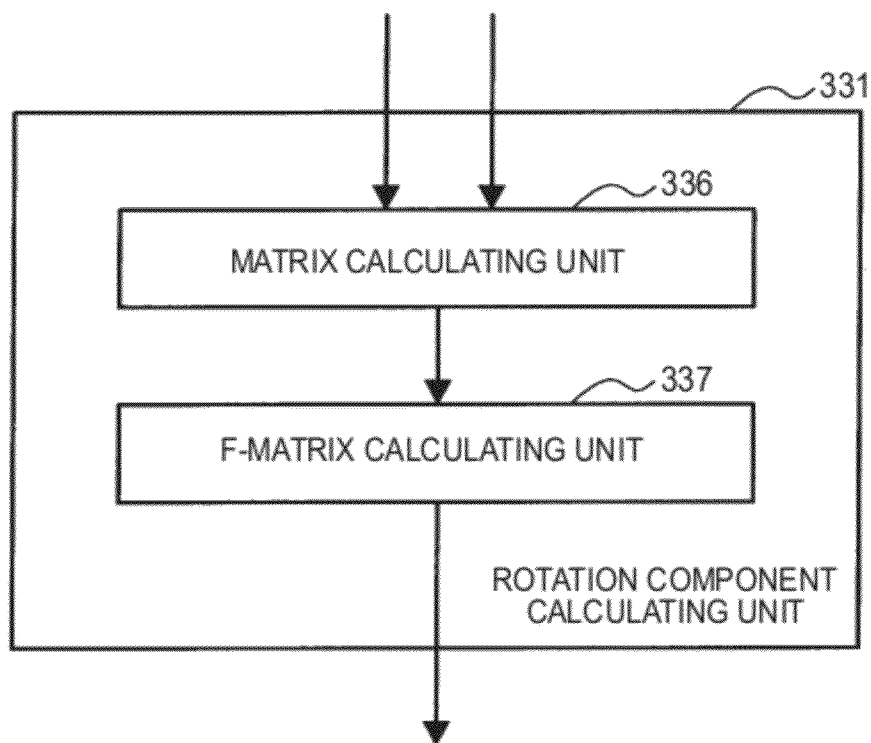 331
336
MATRIX CALCULATING UNIT
337
F-MATRIX CALCULATING UNIT
ROTATION COMPONENT
CALCULATING UNIT